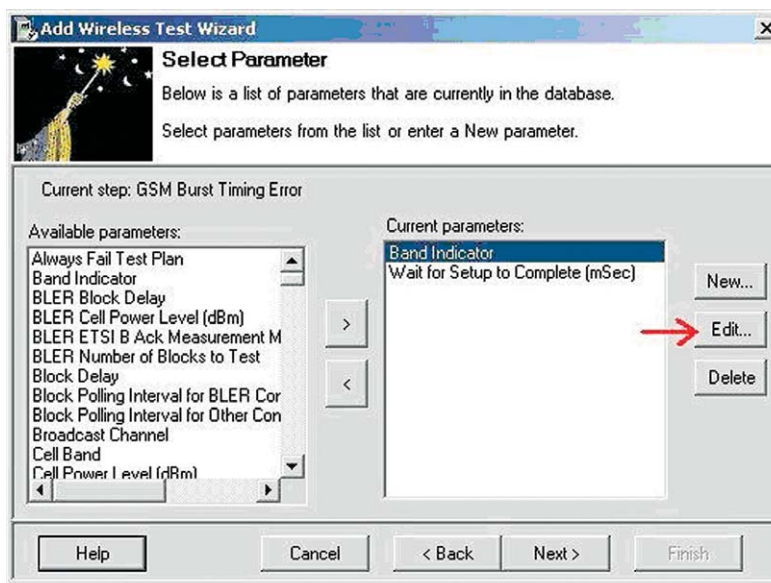 Add Wireless Test Wizard
Select Parameter
Below is a list of parameters that are currently in the database.
Select parameters from the list or enter a New parameter.
Current step: GSM Burst Timing Error
Available parameters:
Always Fail Test Plan
Band Indicator
BLER Block Delay
BLER Cell Power Level (dBm)
BLER ETSI B Ack Measurement M
BLER Number of Blocks to Test
Block Delay
Block Polling Interval for BLER Cor
Block Polling Interval for Other Con
Broadcast Channel
Cell Band
Cell Power Level (dBm)
>
<
Current parameters:
Band Indicator
Wait for Setup to Complete (mSec)
New...
Edit...
Delete
Help
Cancel
< Back
Next >
Finish